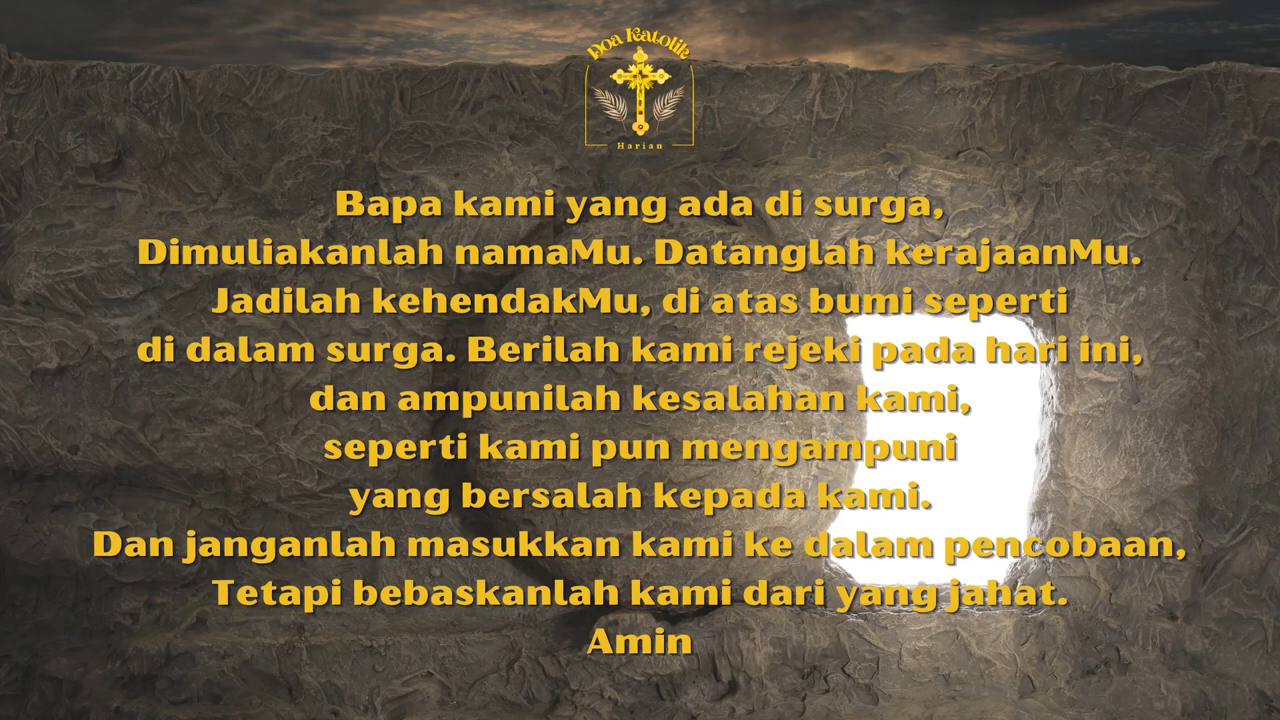 Doa Katolik
Harian
Bapa kami yang ada di surga,
Dimuliakanlah namaMu. Datanglah kerajaanMu.
Jadilah kehendakMu, di atas bumi seperti
di dalam surga. Berilah kami rejeki pada hari ini,
dan ampunilah kesalahan kami,
seperti kami pun mengampuni
yang bersalah kepada kami.
Dan janganlah masukkan kami ke dalam pencobaan,
Tetapi bebaskanlah kami dari yang jahat.
Amin